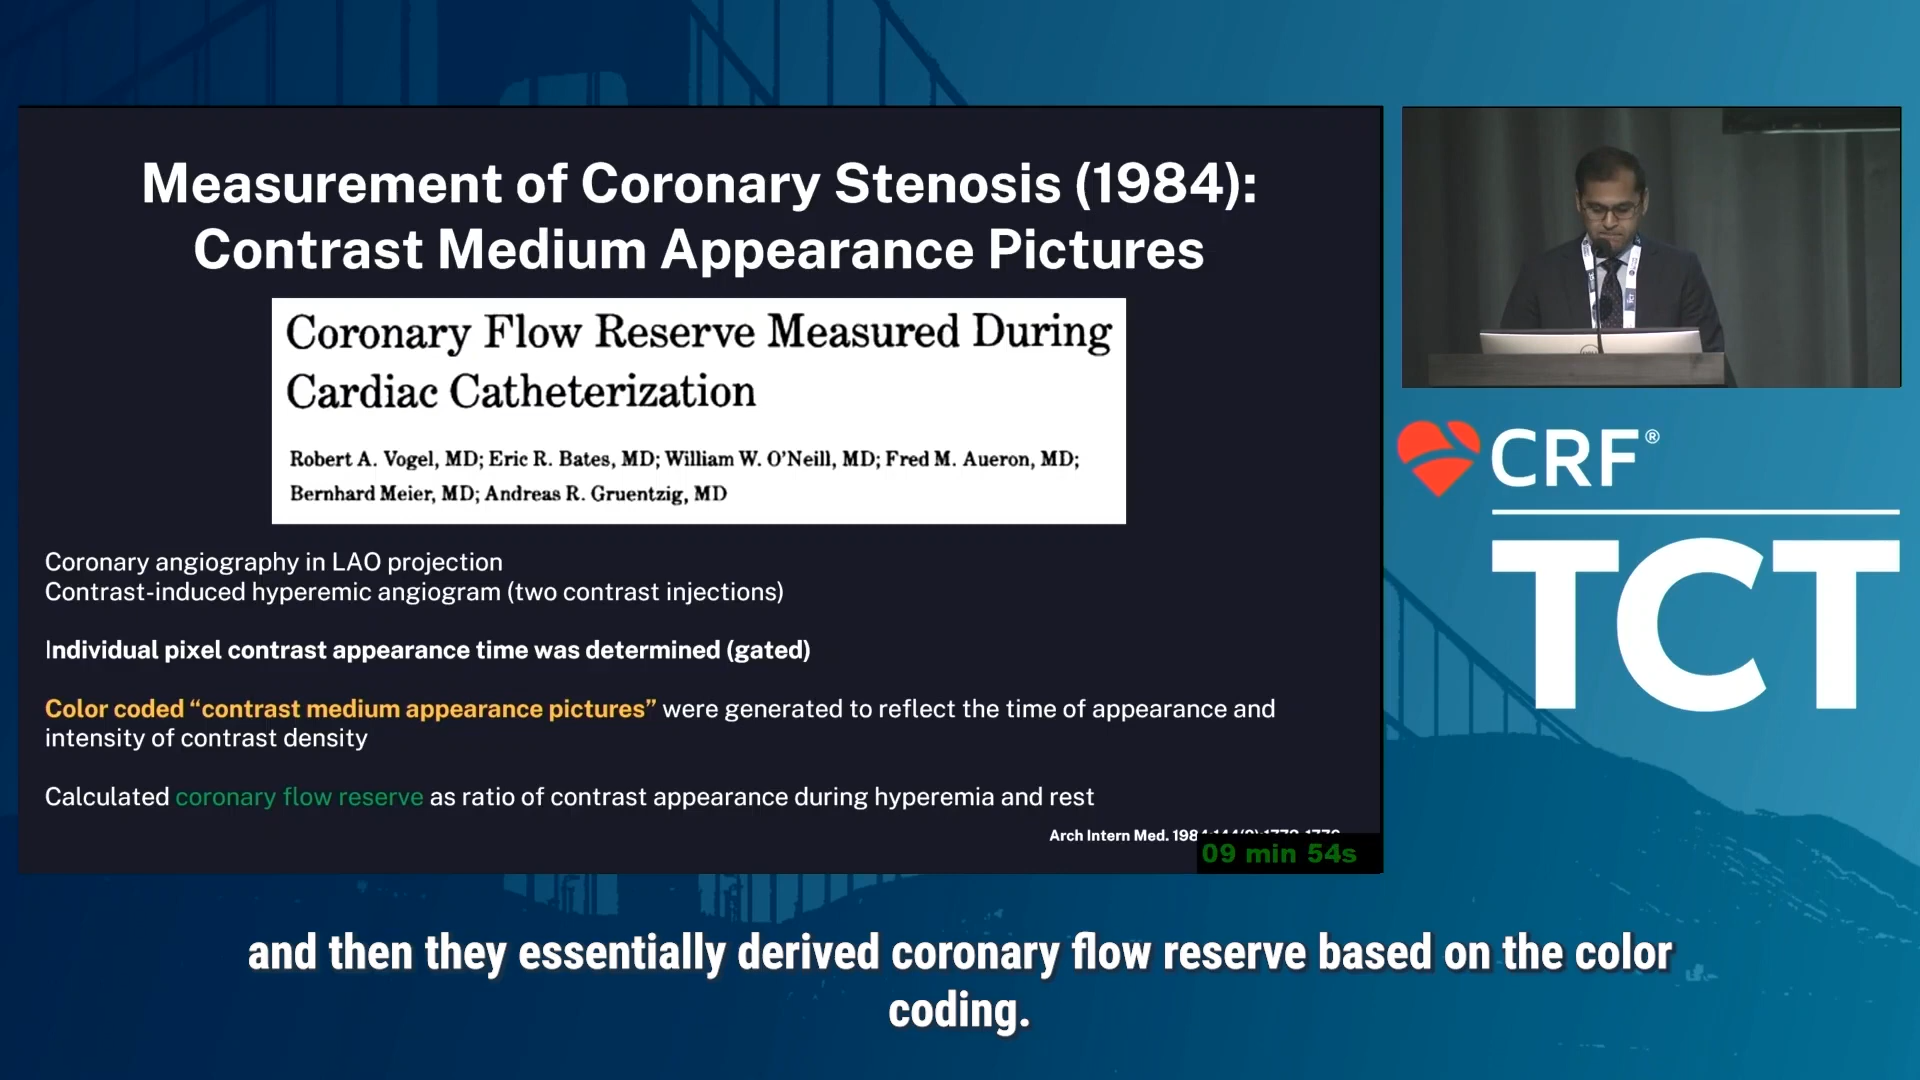 Measurement of Coronary Stenosis (1984):
Contrast Medium Appearance Pictures
Coronary Flow Reserve Measured During
Cardiac Catheterization
Robert A. Vogel, MD; Eric R. Bates, MD; William W. O'Neill, MD; Fred M. Aueron, MD;
Bernhard Meier, MD; Andreas R. Gruentzig, MD
Coronary angiography in LAO projection
Contrast-induced hyperemic angiogram (two contrast injections)
Individual pixel contrast appearance time was determined (gated)
Color coded “contrast medium appearance pictures” were generated to reflect the time of appearance and
intensity of contrast density
Calculated coronary flow reserve as ratio of contrast appearance during hyperemia and rest
Arch Intern Med.
09 min 54s
CRF®
TCT
and then they essentially derived coronary flow reserve based on the color
coding.